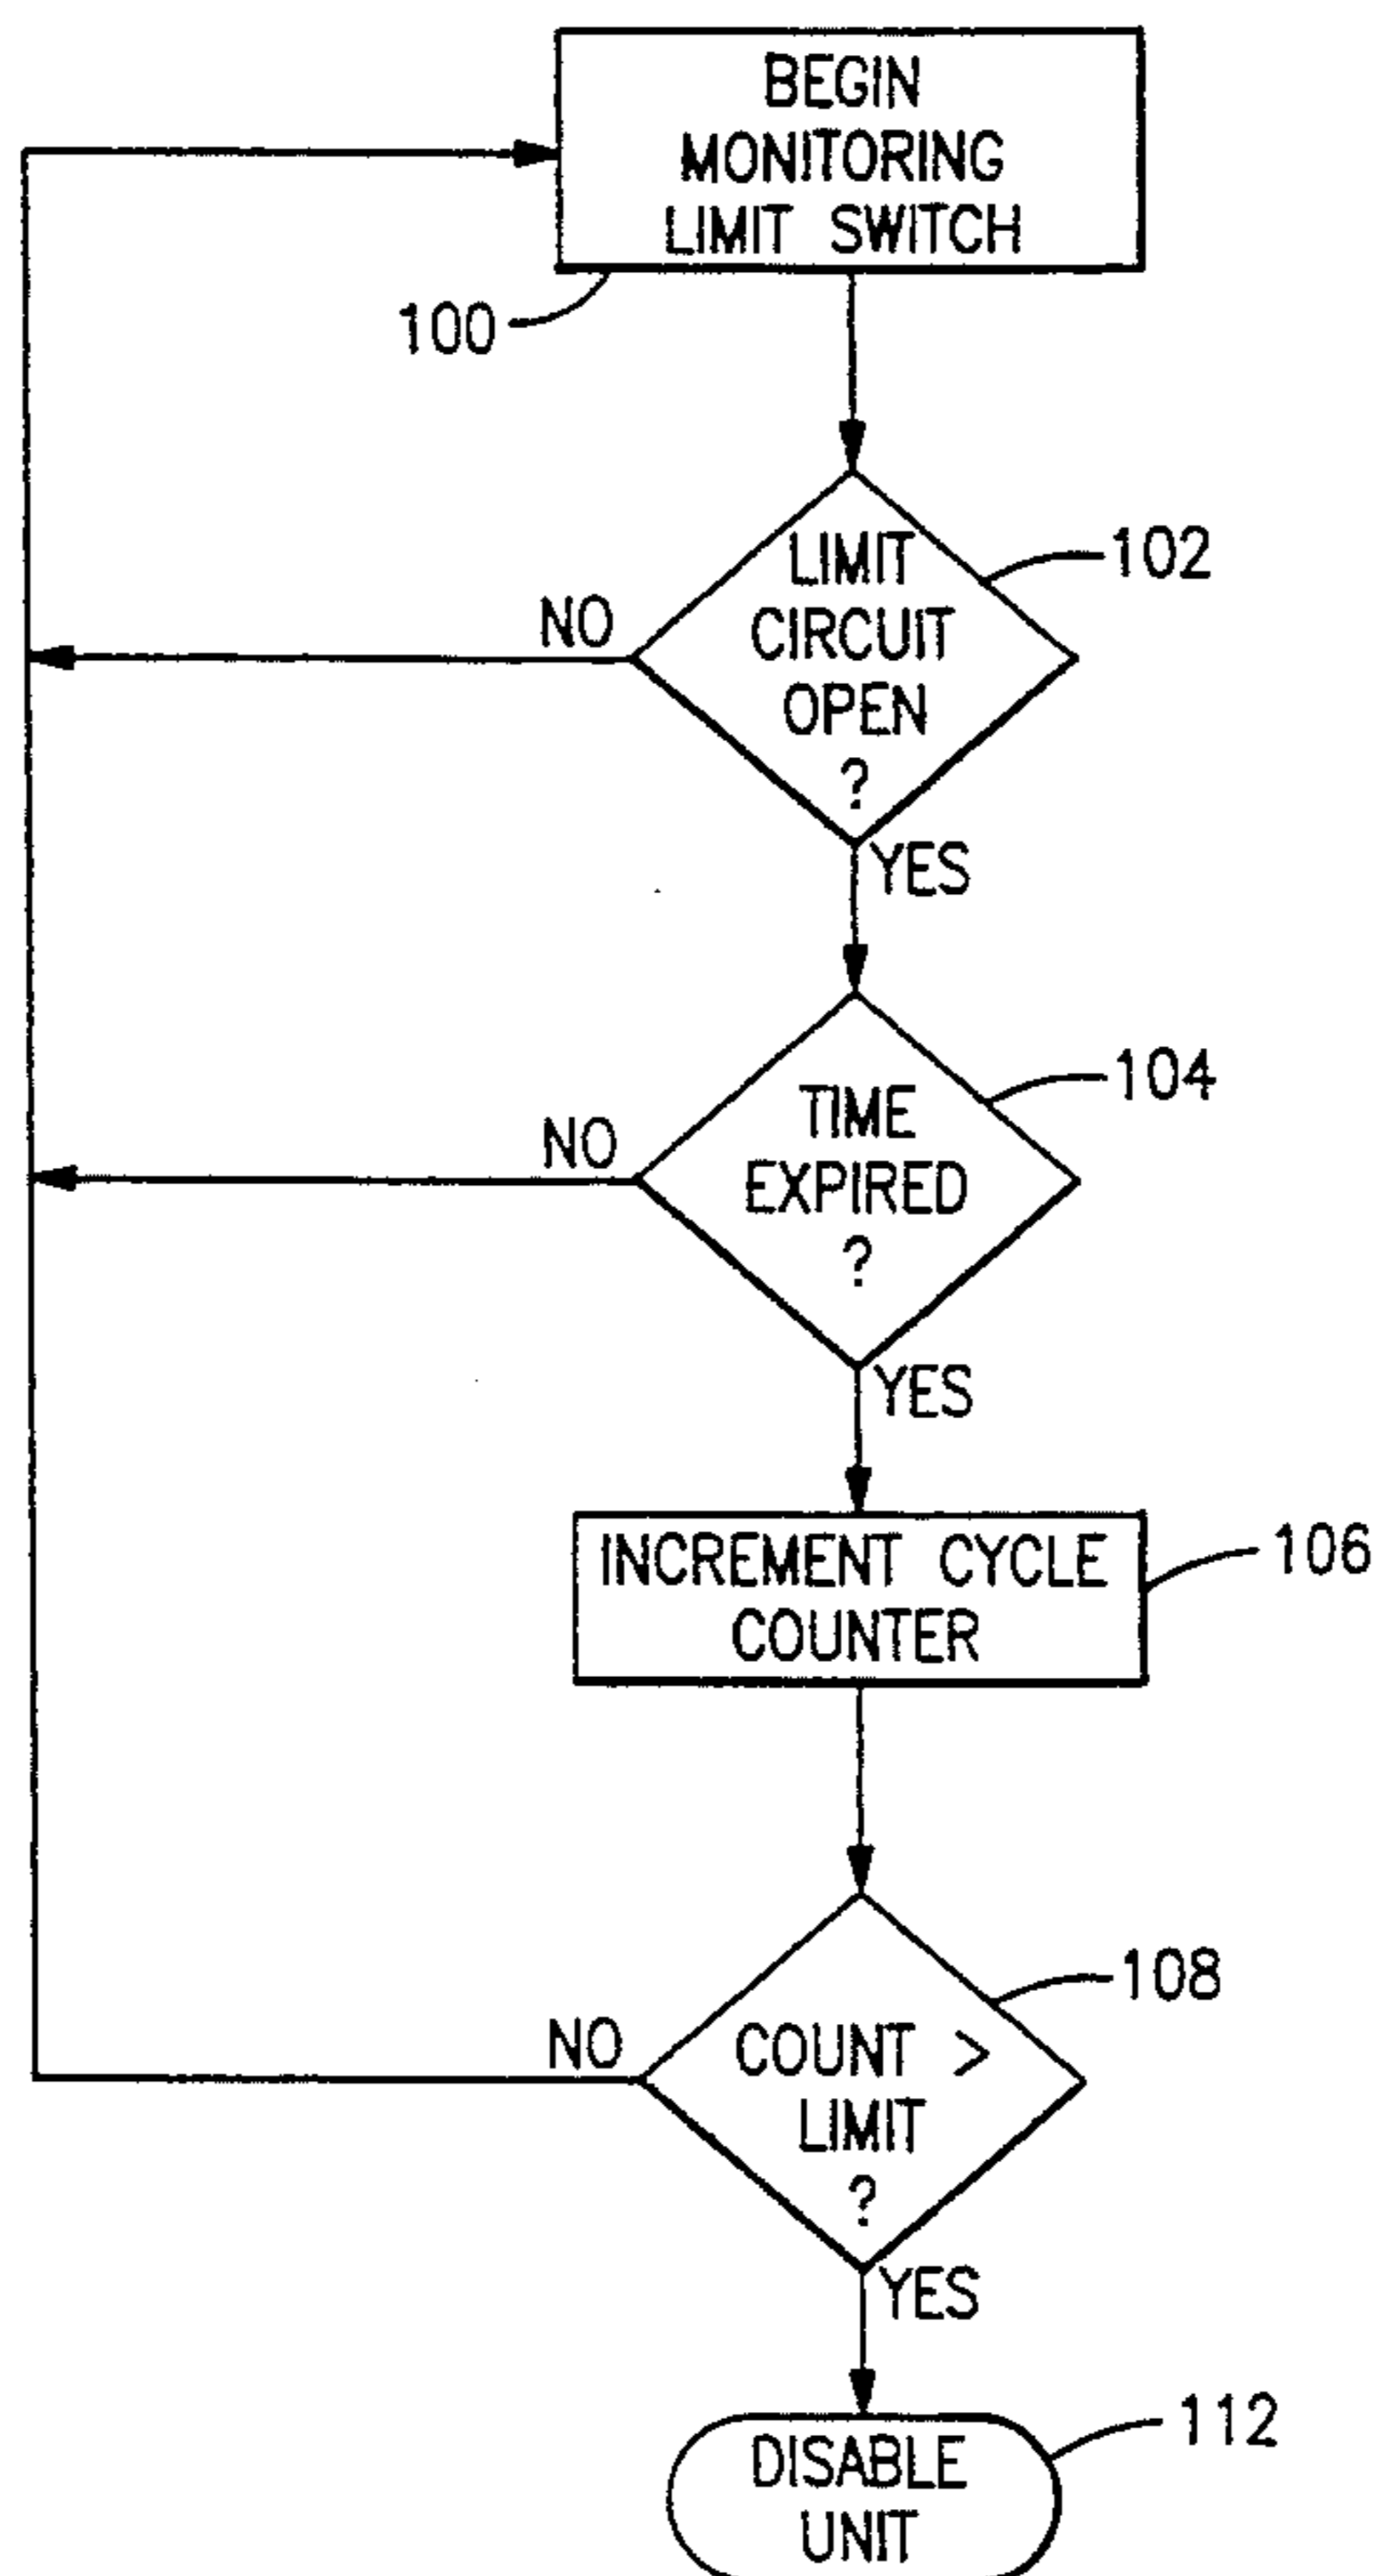 BEGIN
MONITORING
LIMIT SWITCH
100
LIMIT
CIRCUIT
OPEN
?
102
NO
YES
TIME
EXPIRED
?
104
NO
YES
INCREMENT CYCLE
COUNTER
106
COUNT >
LIMIT
?
108
NO
YES
DISABLE
UNIT
112